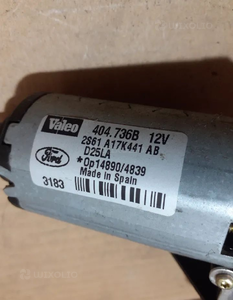 Valeo
404.736B 12V
2S61 A17K441 AB
D25LA
Ford
*Op14890/4839
Made in Spain
3183